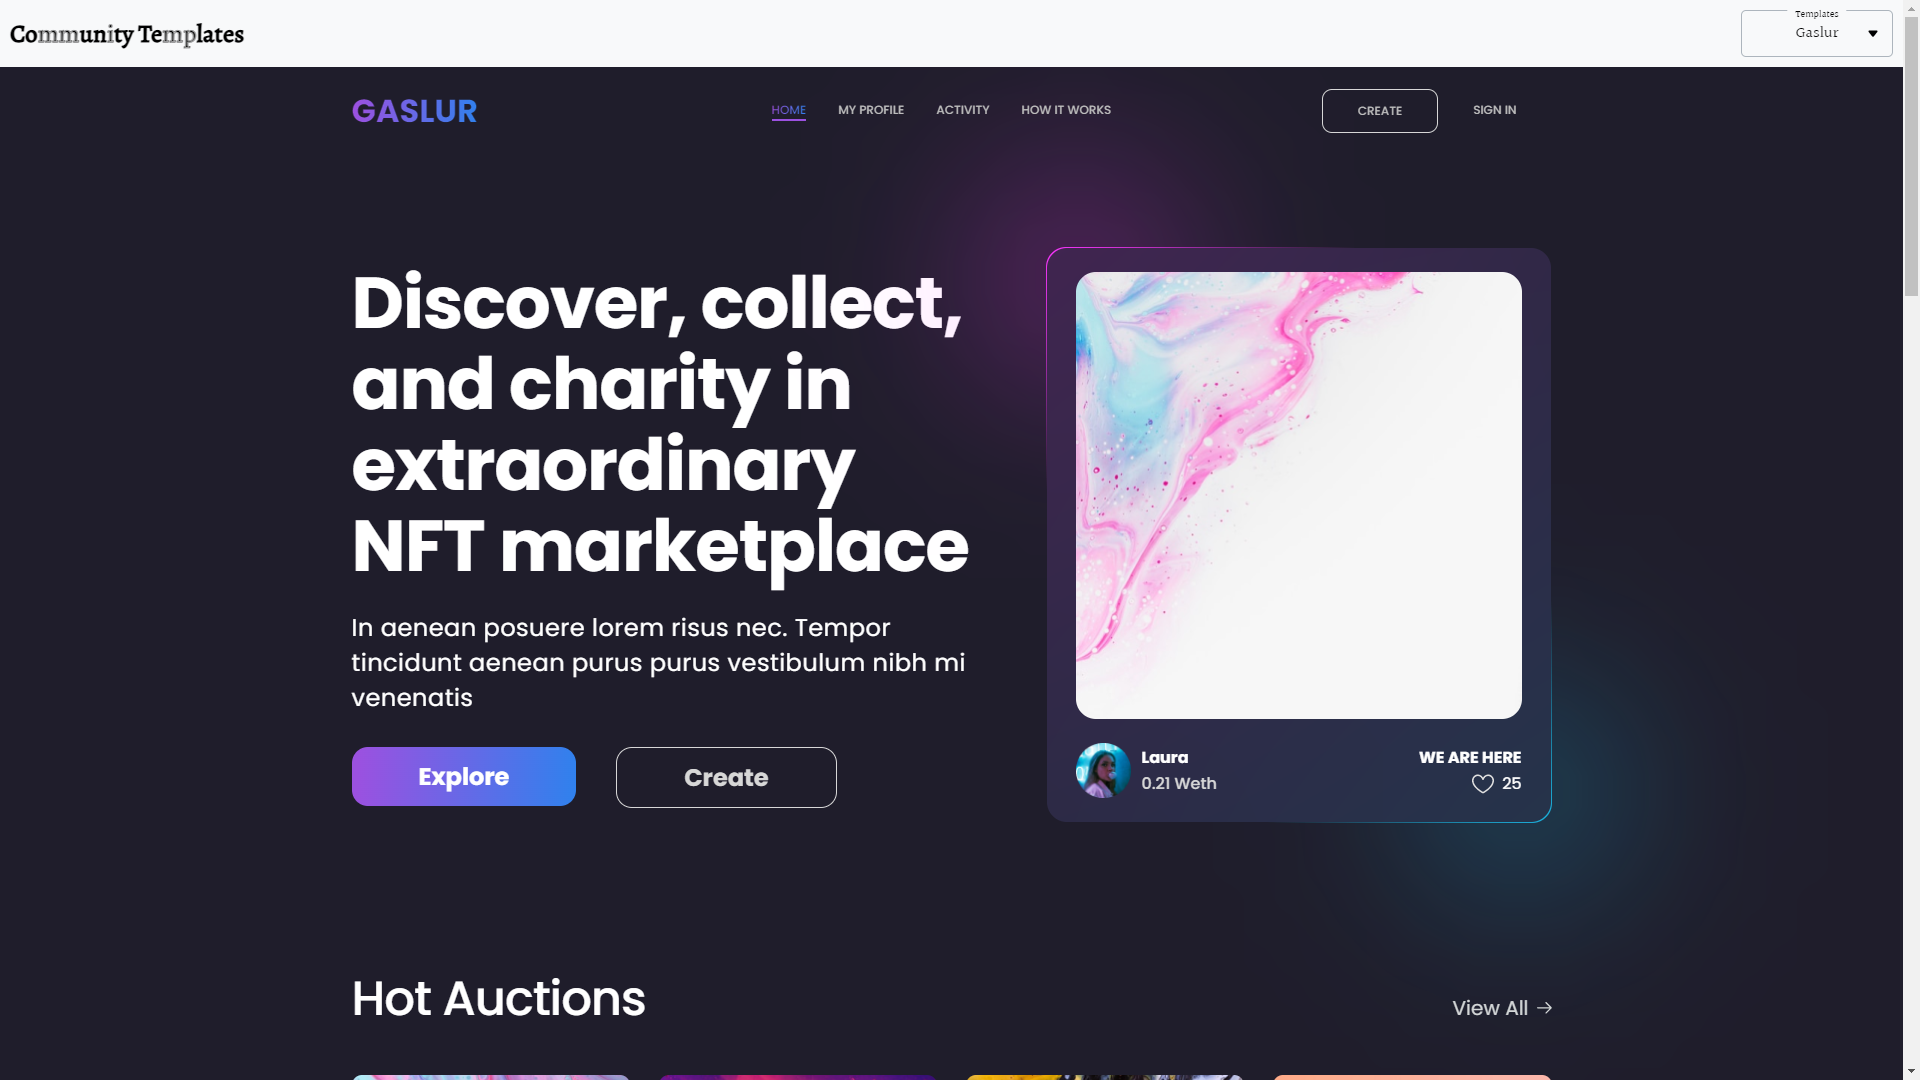 Community Templates
Templates
Gaslur
GASLUR
HOME
MY PROFILE
ACTIVITY
HOW IT WORKS
CREATE
SIGN IN
Discover, collect,
and charity in
extraordinary
NFT marketplace
In aenean posuere lorem risus nec. Tempor
tincidunt aenean purus purus vestibulum nibh mi
venenatis
Explore
Create
Laura
0.21 Weth
WE ARE HERE
25
Hot Auctions
View All